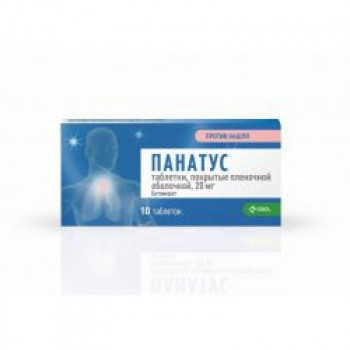 ПРОТИВ КАШЛЯ
ПАНАТУС
таблетки, покрытые пленочной
оболочкой, 20 мг
Бутамират
10 таблеток
KRKA